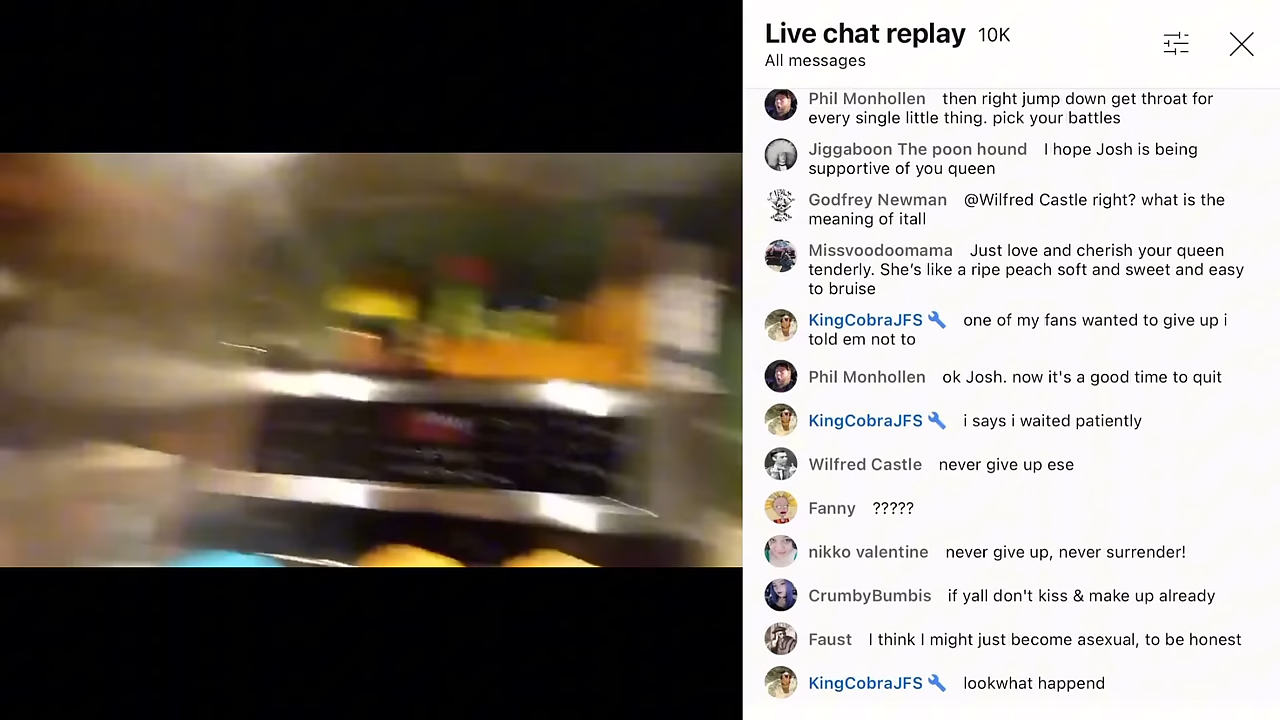 Live chat replay 10K
All messages
Phil Monhollen then right jump down get throat for
every single little thing. pick your battles
Jiggaboon The poon hound I hope Josh is being
supportive of you queen
Godfrey Newman @Wilfred Castle right? what is the
meaning of itall
Missvoodoomama Just love and cherish your queen
tenderly. She’s like a ripe peach soft and sweet and easy
to bruise
KingCobraJFS one of my fans wanted to give up i
told em not to
Phil Monhollen ok Josh. now it's a good time to quit
KingCobraJFS i says i waited patiently
Wilfred Castle never give up ese
Fanny ?????
nikko valentine never give up, never surrender!
CrumbyBumbis if yall don't kiss & make up already
Faust I think I might just become asexual, to be honest
KingCobraJFS lookwhat happend